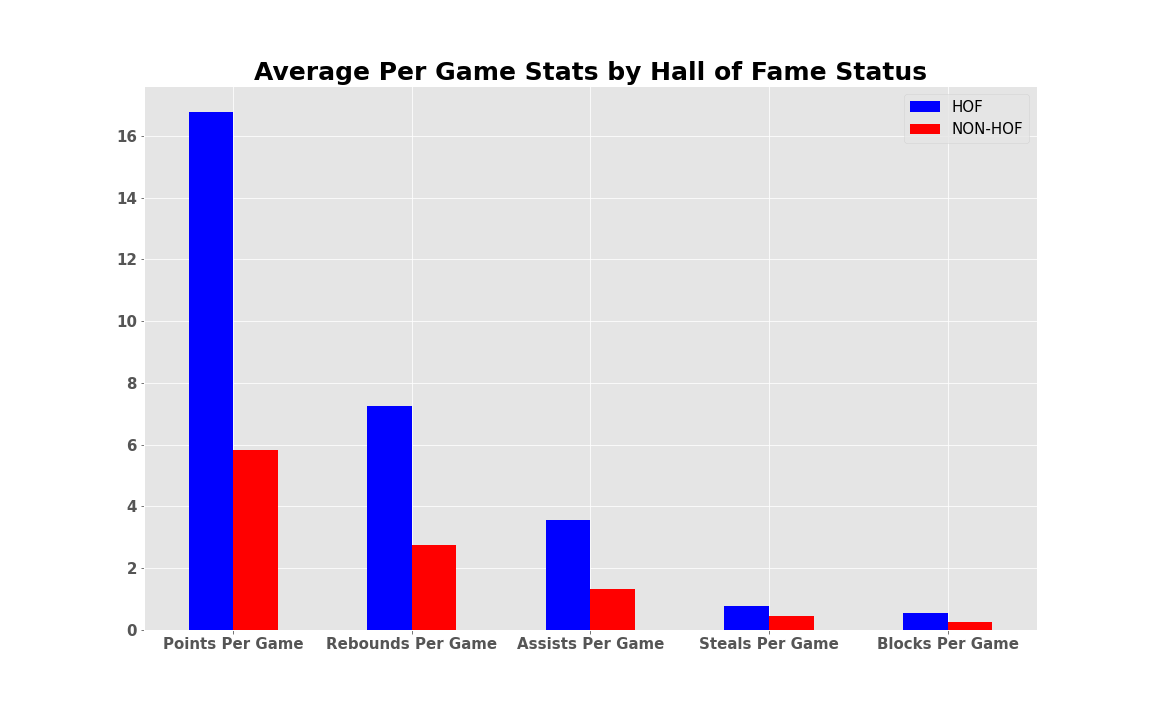 Average Per Game Stats by Hall of Fame Status
HOF
NON-HOF
16
14
12
10
8
6
4
2
0
Points Per Game Rebounds Per Game Assists Per Game Steals Per Game Blocks Per Game